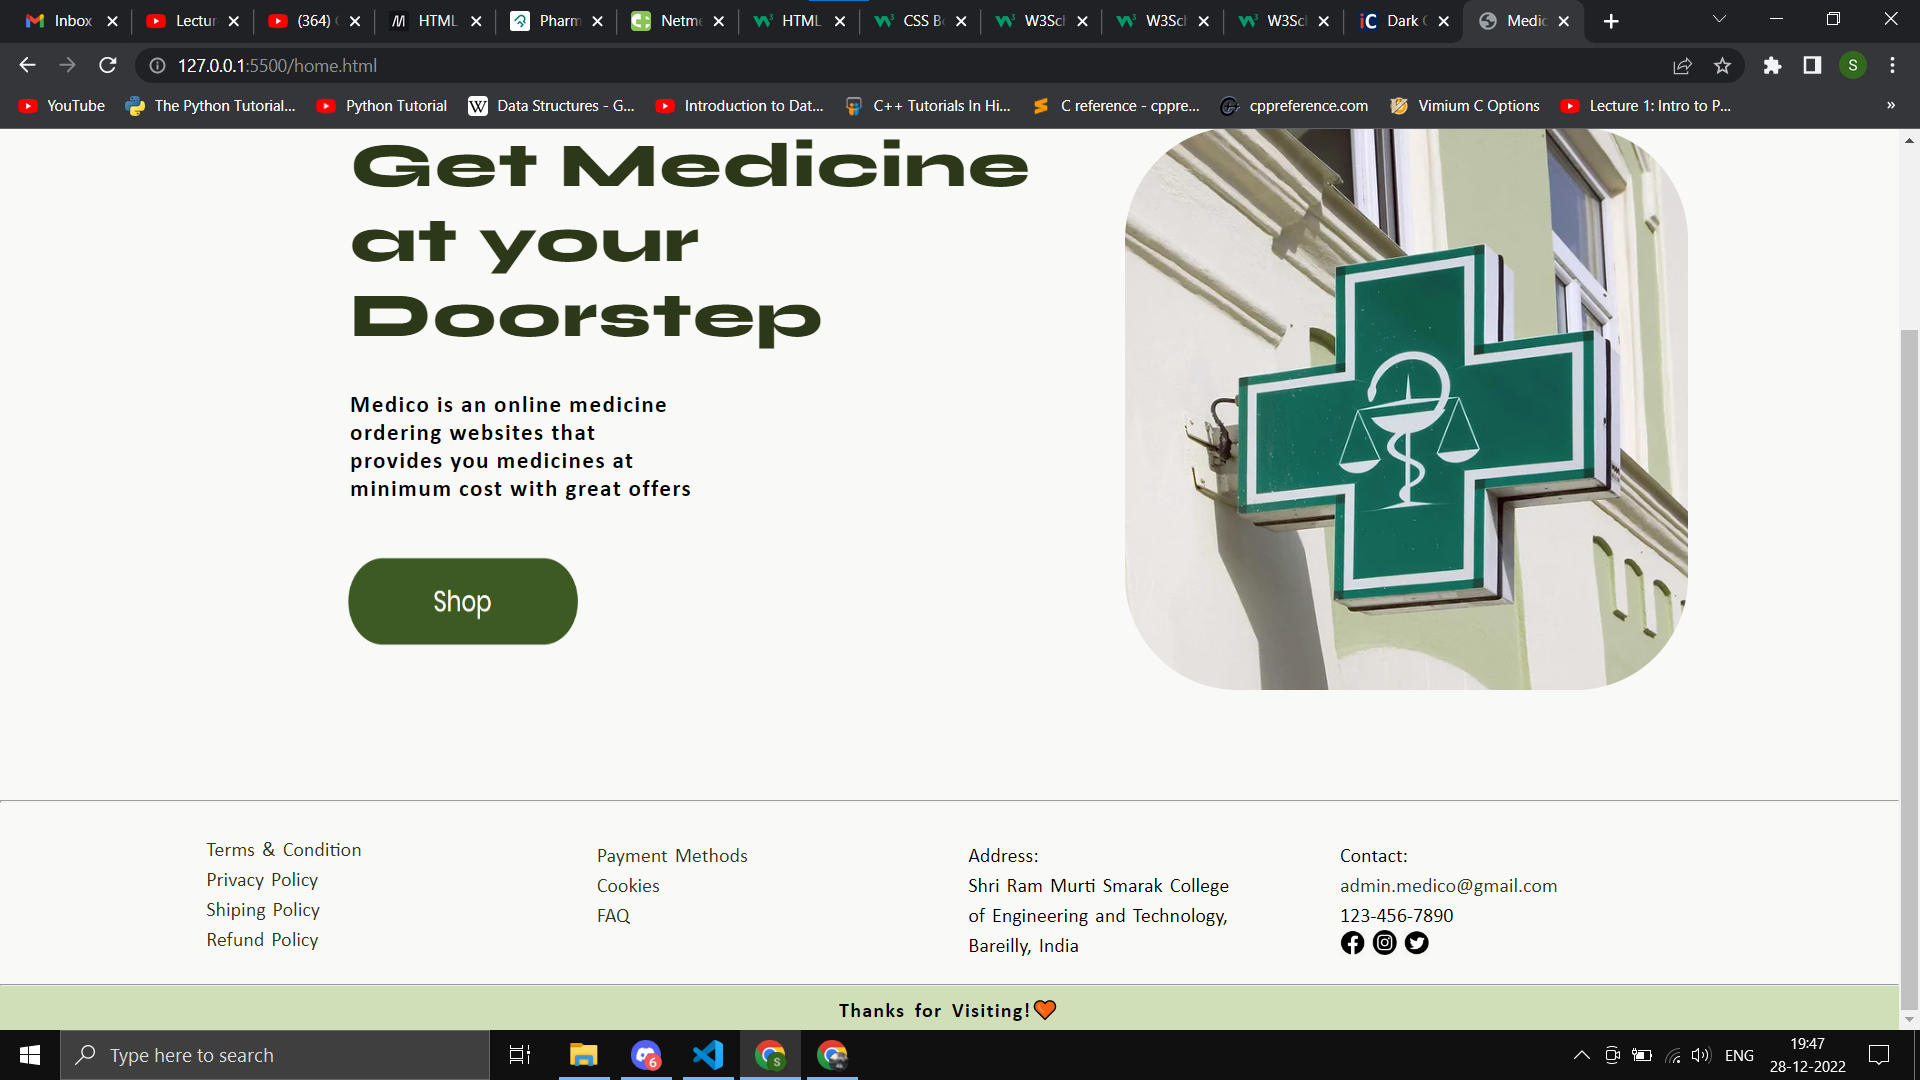 Inbox
Lectur
(364)
HTML
Pharm
Netme
HTML
CSS Bo
W3Sch
W3Sch
W3Sch
Dark
Medic
127.0.0.1:5500/home.html
S
YouTube
The Python Tutorial...
Python Tutorial
Data Structures - G...
Introduction to Dat...
C++ Tutorials In Hi...
C reference - cppre...
cppreference.com
Vimium C Options
Lecture 1: Intro to P...
»
Get Medicine
at your
Doorstep
Medico is an online medicine
ordering websites that
provides you medicines at
minimum cost with great offers
Shop
Terms & Condition
Privacy Policy
Shiping Policy
Refund Policy
Payment Methods
Cookies
FAQ
Address:
Shri Ram Murti Smarak College
of Engineering and Technology,
Bareilly, India
Contact:
admin.medico@gmail.com
123-456-7890
Thanks for Visiting!🧡
Type here to search
6
S
ENG
19:47
28-12-2022